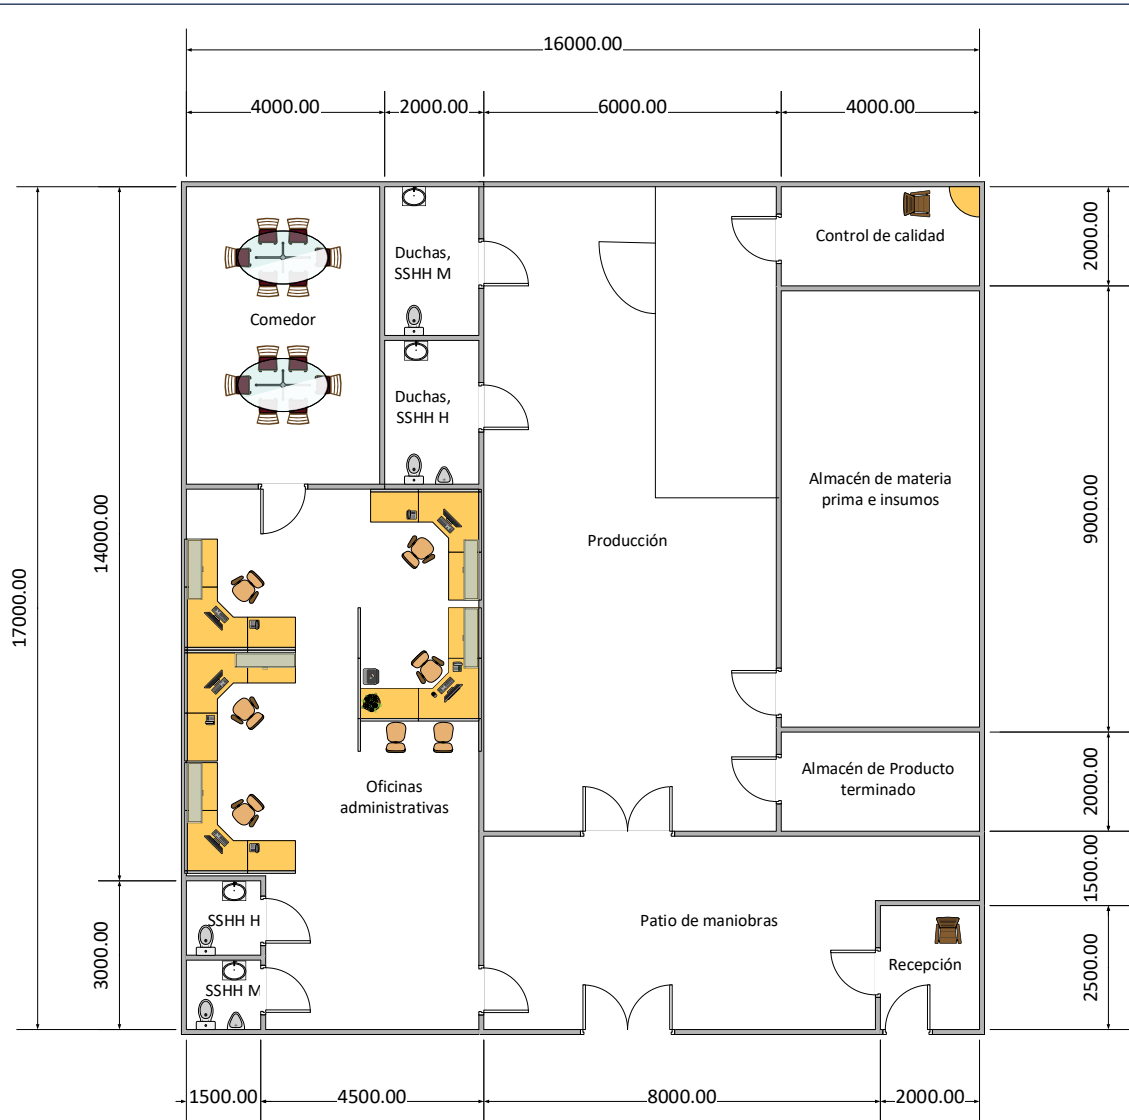 16000.00
4000.00
2000.00
6000.00
4000.00
17000.00
14000.00
3000.00
2000.00
9000.00
2000.00
1500.00
2500.00
Duchas,
SSHH M
Control de calidad
Comedor
Duchas,
SSHH H
Almacén de materia
prima e insumos
Producción
Oficinas
administrativas
Almacén de Producto
terminado
SSHH H
Patio de maniobras
Recepción
SSHH M
1500.00
4500.00
8000.00
2000.00